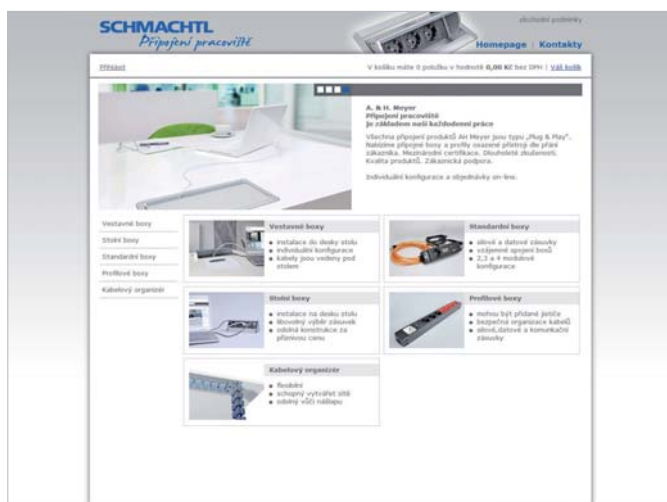 SCHMACHTL
Připojení pracoviště
obchodní podmínky
Homepage | Kontakty
Přihlásit
V košíku máte 0 položku v hodnotě 0,00 Kč bez DPH | Váš košík
A. & H. Meyer
Připojení pracoviště
je základem naší každodenní práce
Všechna připojení produktů AH Meyer jsou typu „Plug & Play“.
Nabízíme přípojné boxy a profily osazené přístroji dle přání
zákazníka. Mezinárodní certifikace. Dlouholeté zkušenosti.
Kvalita produktů. Zákaznická podpora.
Individuální konfigurace a objednávky on-line.
Vestavné boxy
Stolní boxy
Standardní boxy
Profilové boxy
Kabelový organizér
Vestavné boxy
instalace do desky stolu
individuální konfigurace
kabely jsou vedeny pod
stolem
Standardní boxy
silové a datové zásuvky
vzájemné spojení boxů
2,3 a 4 modulové
konfigurace
Stolní boxy
instalace na desku stolu
libovolný výběr zásuvek
odolná konstrukce za
příznivou cenu
Profilové boxy
mohou být přidané jističe
bezpečná organizace kabelů
silové,datové a komunikační
zásuvky
Kabelový organizér
flexibilní
schopný vytvářet sítě
odolný vůči nášlapu